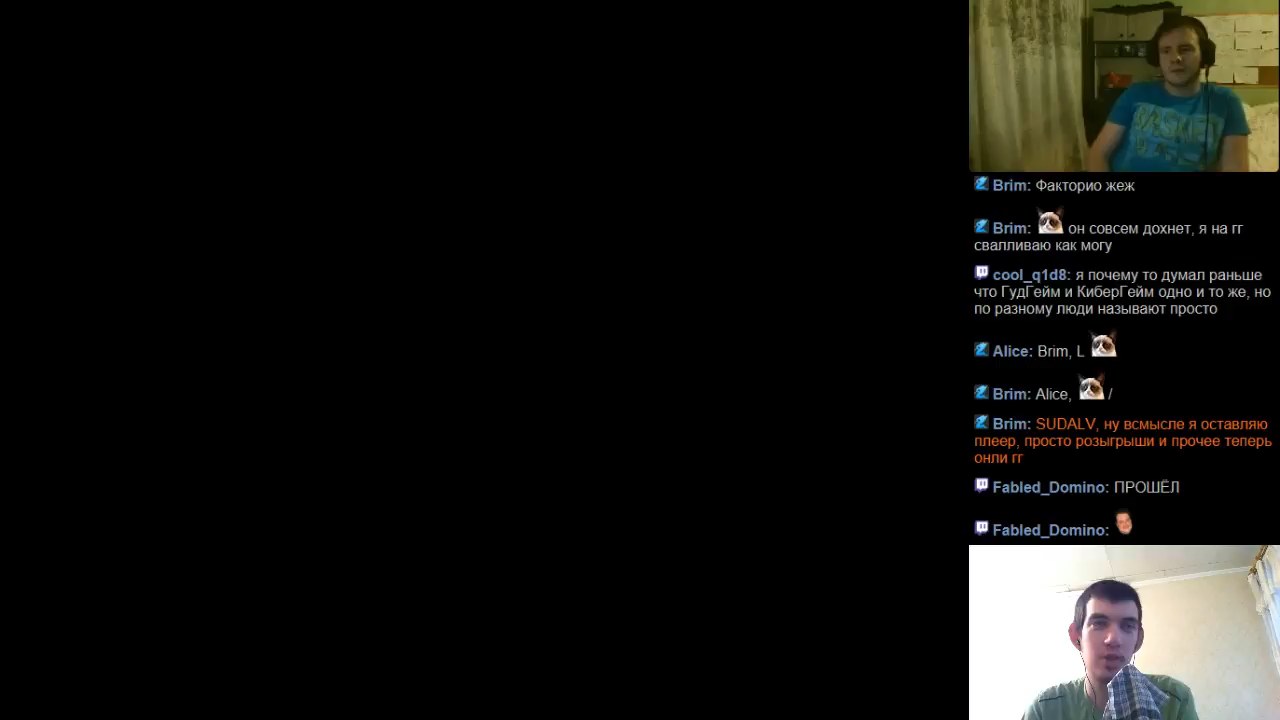 Brim: Факторио жеж
Brim: он совсем дохнет, я на гг
свалливаю как могу
cool_q1d8: я почему то думал раньше
что ГудГейм и КиберГейм одно и то же, но
по разному люди называют просто
Alice: Brim, L
Brim: Alice, /
Brim: SUDALV, ну всмысле я оставляю
плеер, просто розыгрыши и прочее теперь
онли гг
Fabled_Domino: ПРОШЁЛ
Fabled_Domino: